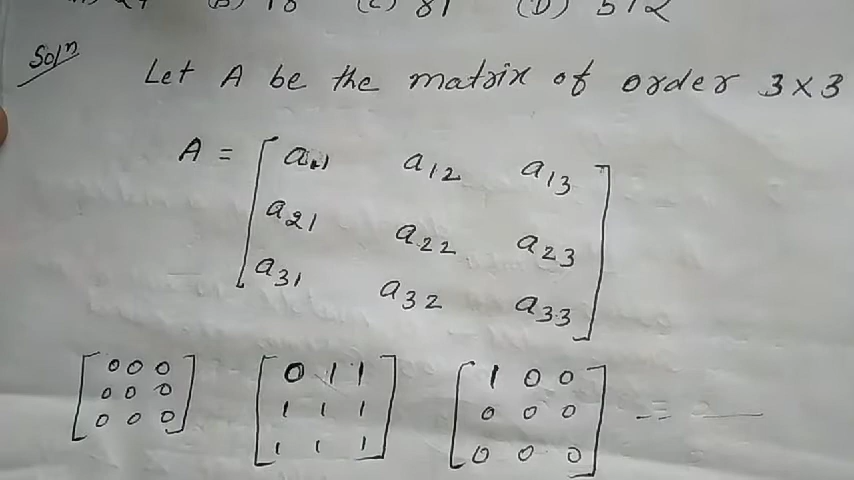 (B) 18 (C) 81 (D) 512
Solⁿ
Let A be the matrix of order 3×3
A = [ a11 a12 a13
a21 a22 a23
a31 a32 a33 ]
[ 0 0 0 [ 0 1 1 [ 1 0 0
0 0 0 1 1 1 0 0 0
0 0 0 ] 1 1 1 ] 0 0 0 ]